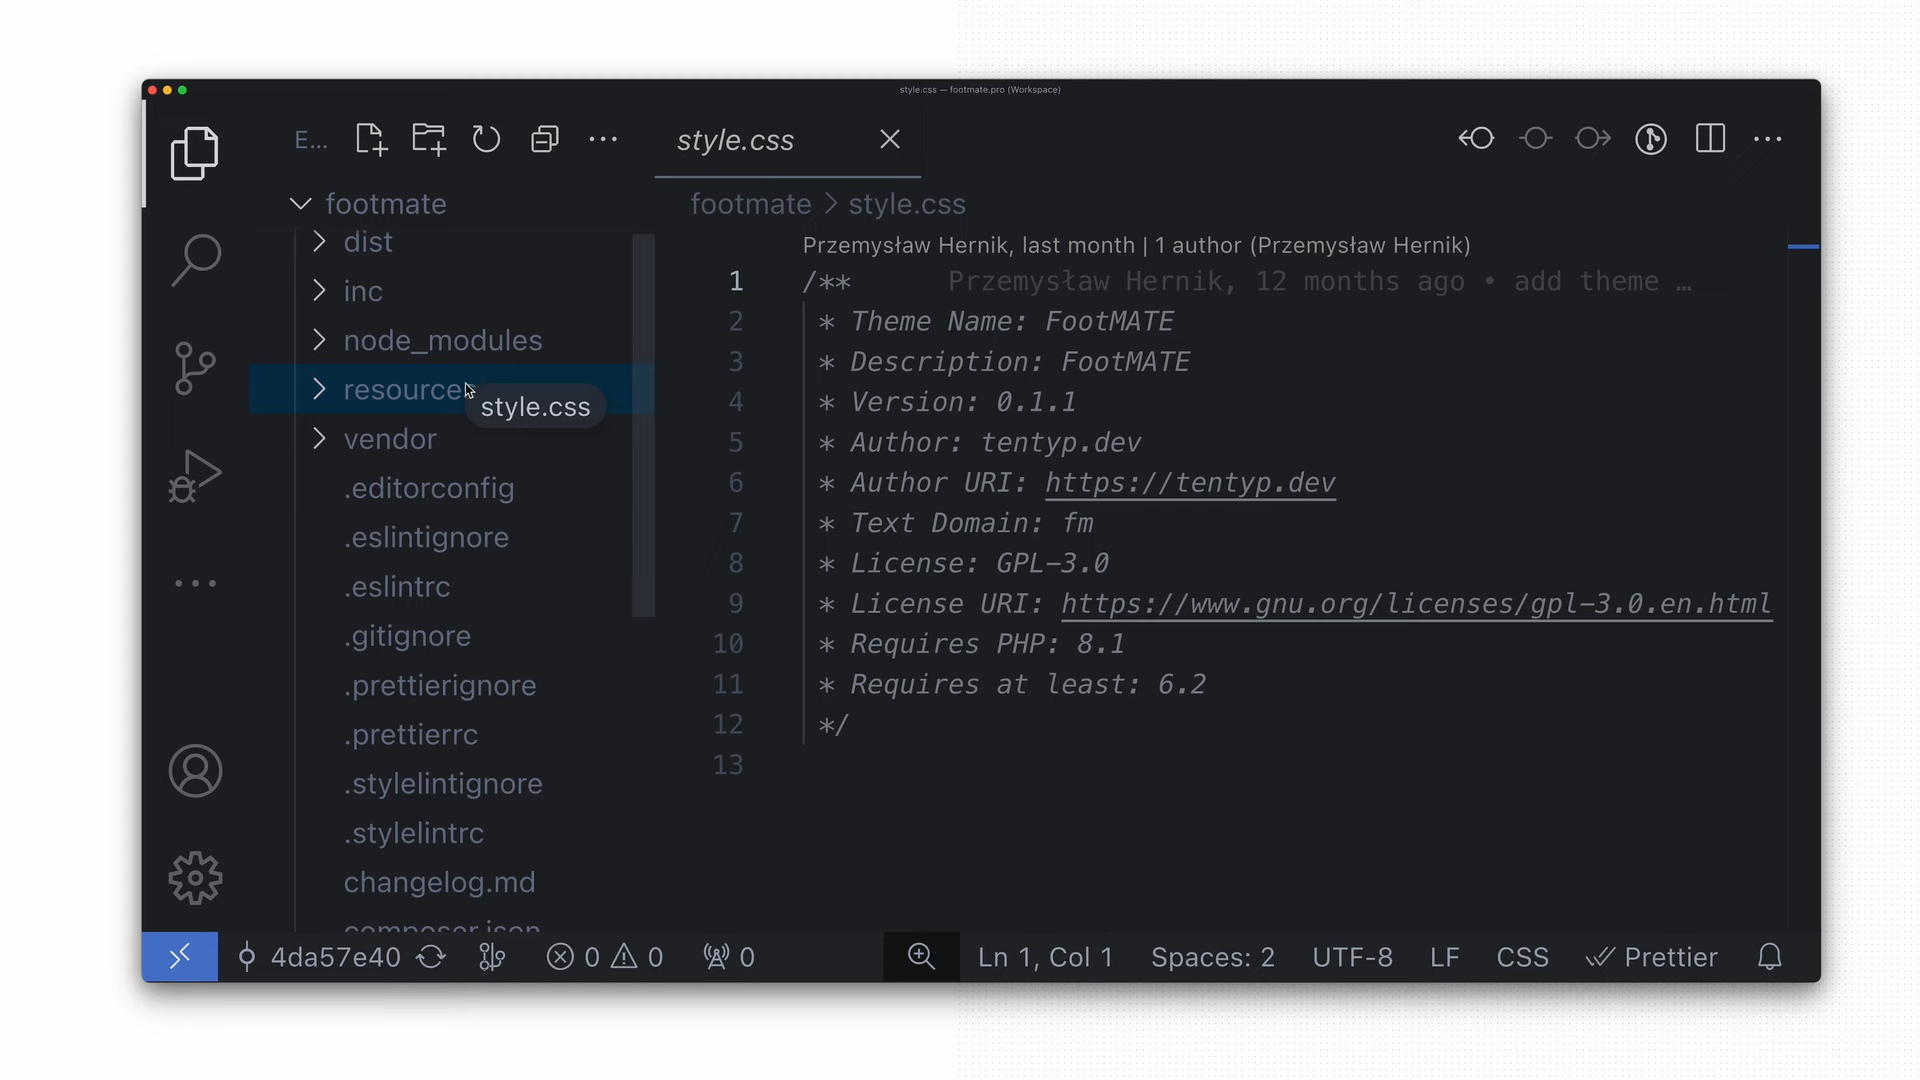 style.css — footmate.pro (Workspace)
E...
style.css
footmate
footmate > style.css
dist
inc
node_modules
resources
style.css
vendor
.editorconfig
.eslintignore
.eslintrc
.gitignore
.prettierignore
.prettierrc
.stylelintignore
.stylelintrc
changelog.md
composer.json
Przemysław Hernik, last month | 1 author (Przemysław Hernik)
1 /** Przemysław Hernik, 12 months ago • add theme …
2 * Theme Name: FootMATE
3 * Description: FootMATE
4 * Version: 0.1.1
5 * Author: tentyp.dev
6 * Author URI: https://tentyp.dev
7 * Text Domain: fm
8 * License: GPL-3.0
9 * License URI: https://www.gnu.org/licenses/gpl-3.0.en.html
10 * Requires PHP: 8.1
11 * Requires at least: 6.2
12 */
13
4da57e40 0 0 0 Ln 1, Col 1 Spaces: 2 UTF-8 LF CSS Prettier